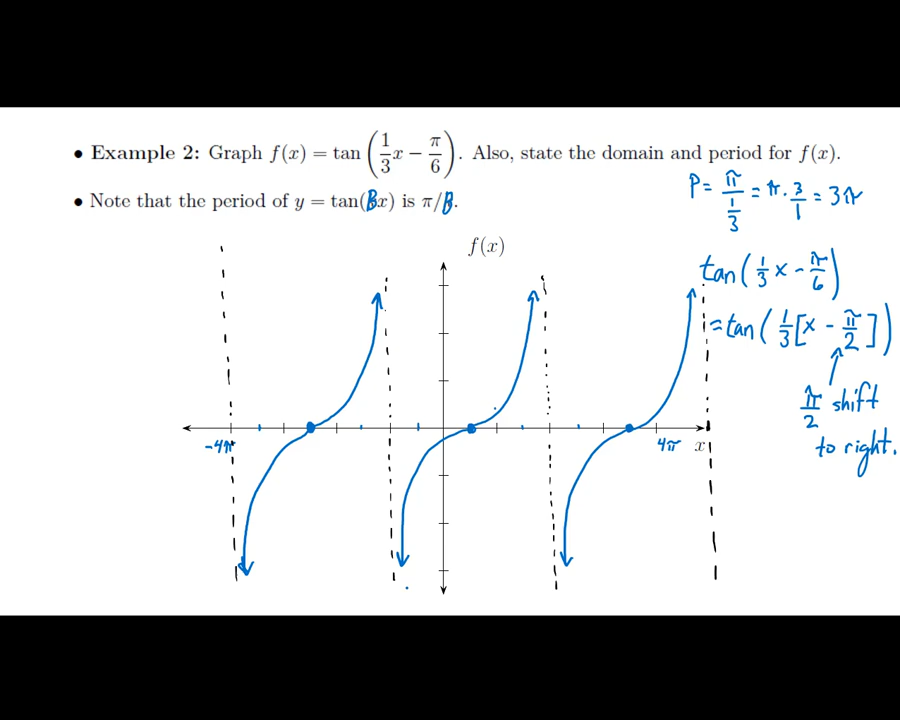 • Example 2: Graph f(x) = tan(1/3 x − π/6). Also, state the domain and period for f(x).
• Note that the period of y = tan(Bx) is π/B.
P = π/(1/3) = π · 3/1 = 3π
f(x)
tan(1/3 x − π/6)
= tan(1/3[x − π/2])
π/2 shift
to right.
-4π
4π
x